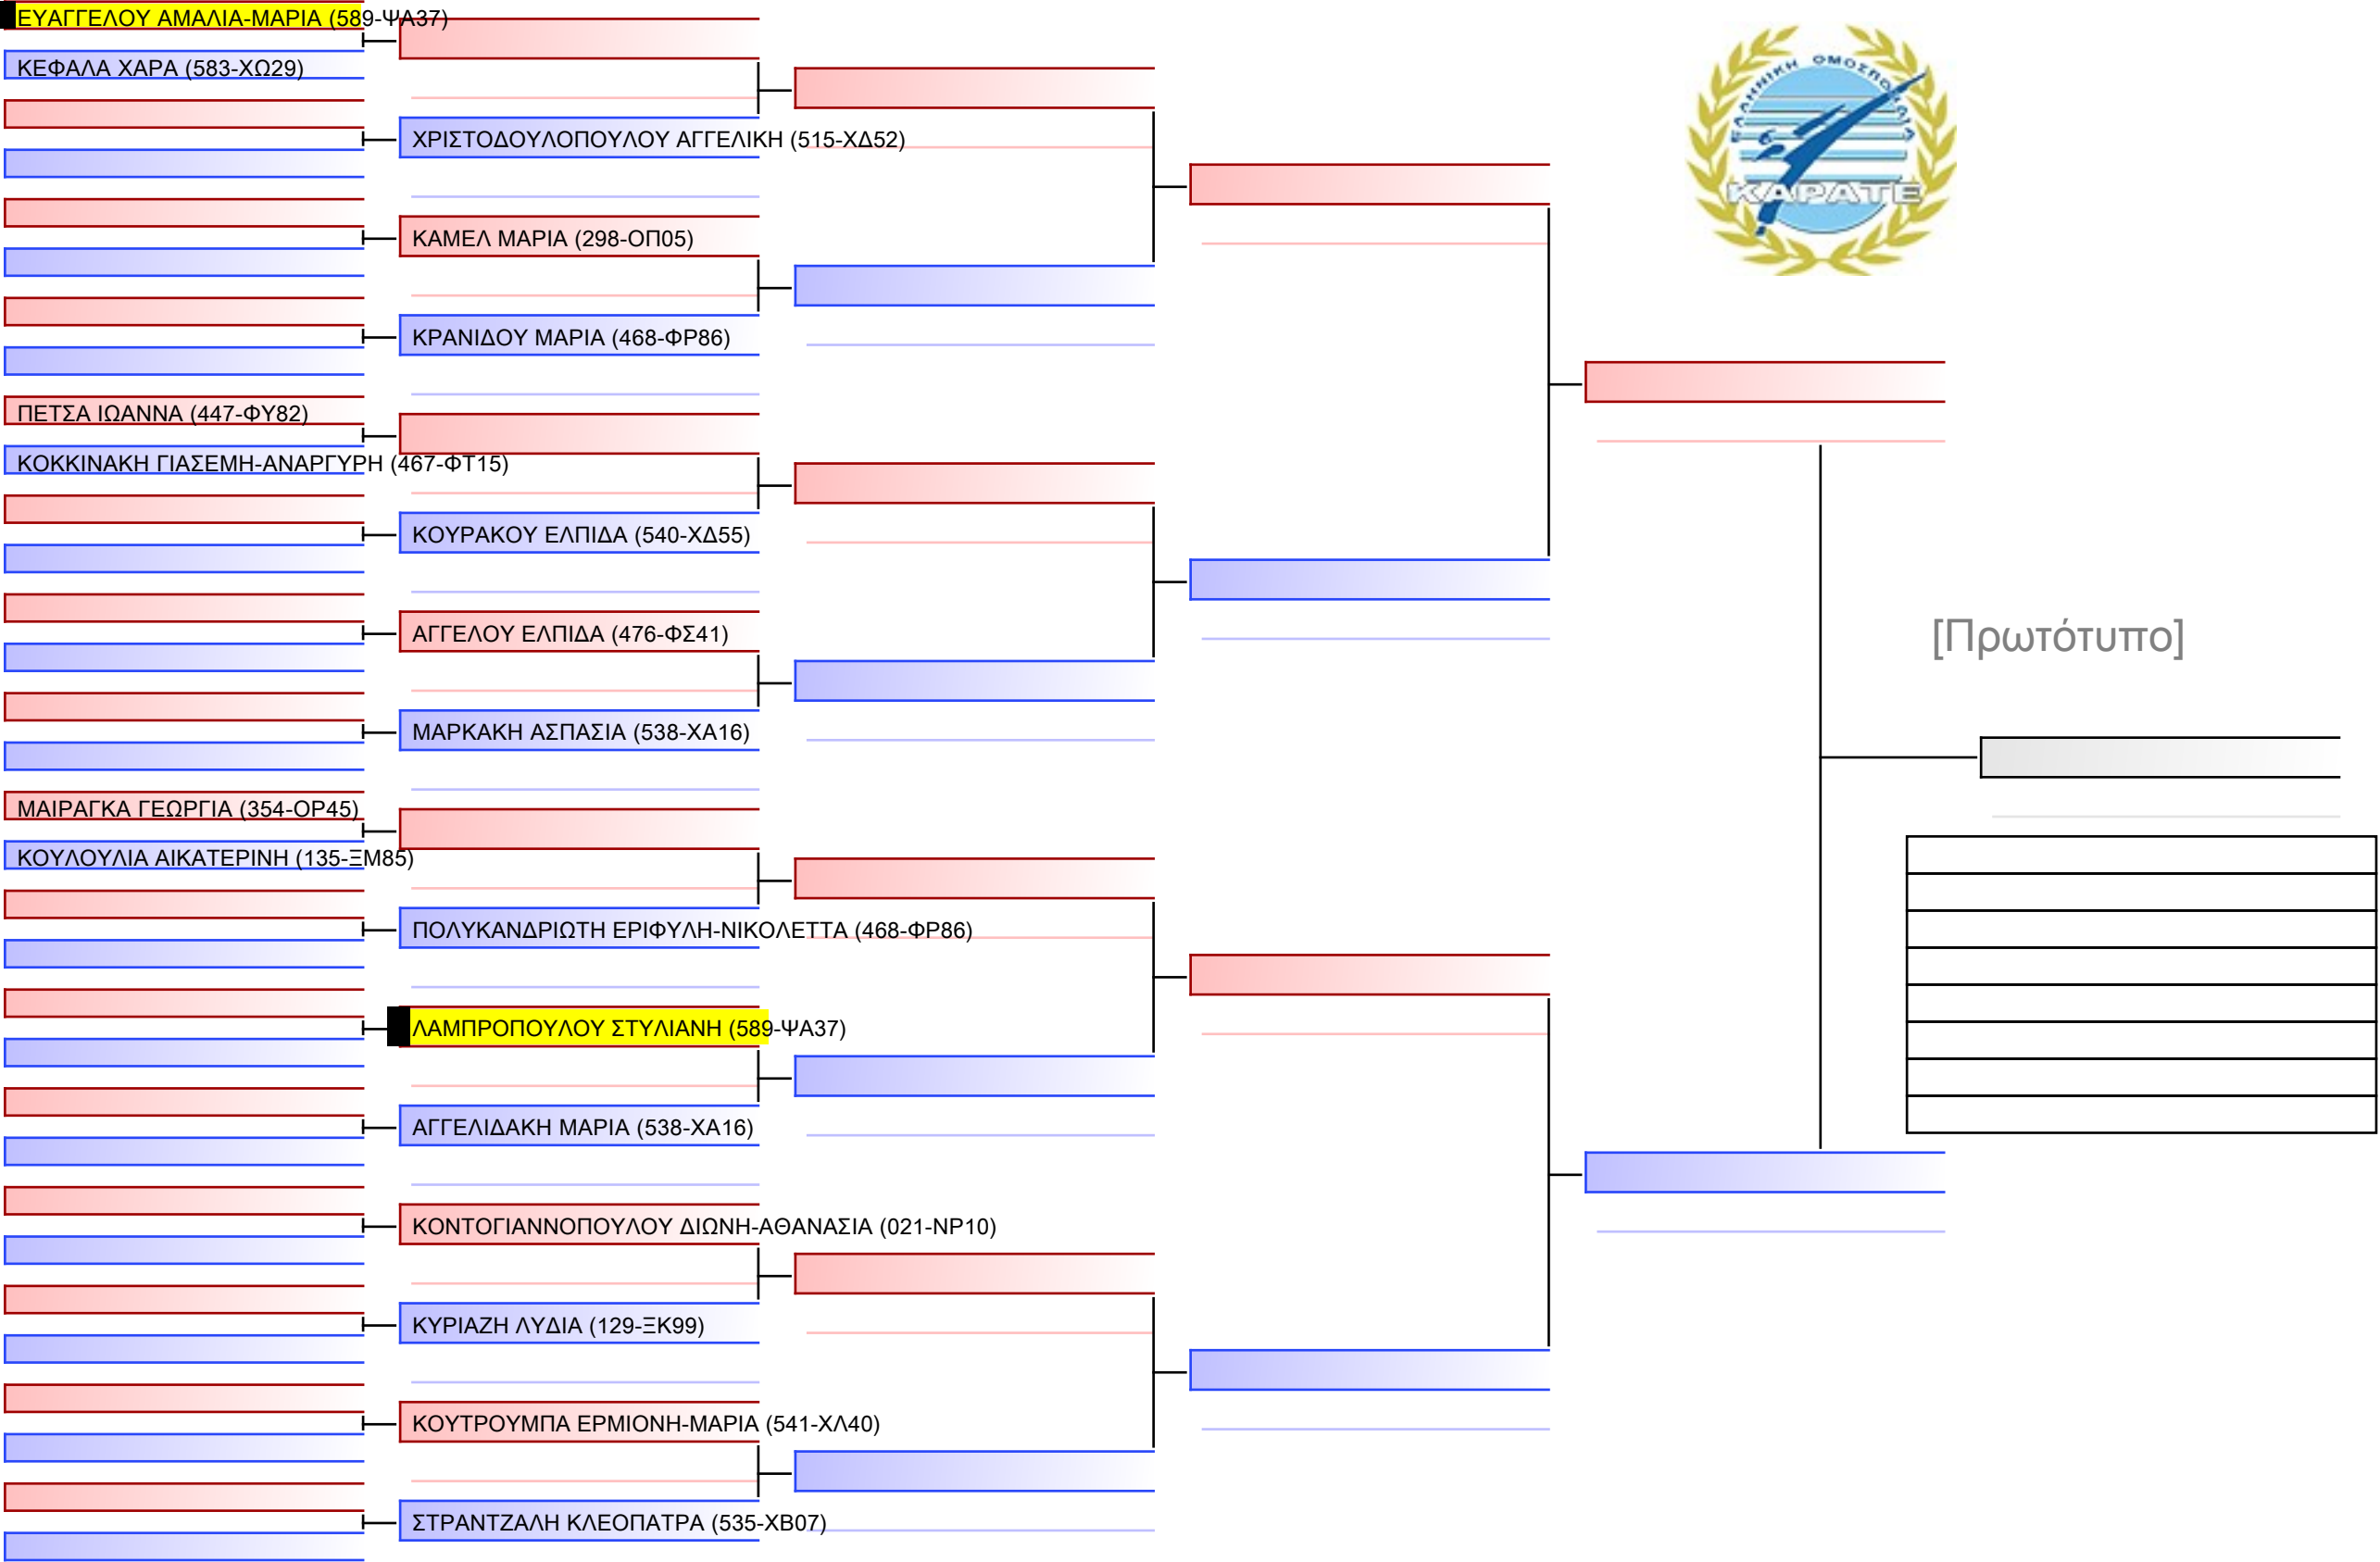 ΕΥΑΓΓΕΛΟΥ ΑΜΑΛΙΑ-ΜΑΡΙΑ (589-ΨΑ37)
ΚΕΦΑΛΑ ΧΑΡΑ (583-ΧΩ29)
ΕΛΛΗΝΙΚΗ ΟΜΟΣΠΟΝΔΙΑ
ΚΑΡΑΤΕ
ΧΡΙΣΤΟΔΟΥΛΟΠΟΥΛΟΥ ΑΓΓΕΛΙΚΗ (515-ΧΔ52)
ΚΑΜΕΛ ΜΑΡΙΑ (298-ΟΠ05)
ΚΡΑΝΙΔΟΥ ΜΑΡΙΑ (468-ΦΡ86)
ΠΕΤΣΑ ΙΩΑΝΝΑ (447-ΦΥ82)
ΚΟΚΚΙΝΑΚΗ ΓΙΑΣΕΜΗ-ΑΝΑΡΓΥΡΗ (467-ΦΤ15)
ΚΟΥΡΑΚΟΥ ΕΛΠΙΔΑ (540-ΧΔ55)
ΑΓΓΕΛΟΥ ΕΛΠΙΔΑ (476-ΦΣ41)
[Πρωτότυπο]
ΜΑΡΚΑΚΗ ΑΣΠΑΣΙΑ (538-ΧΑ16)
ΜΑΙΡΑΓΚΑ ΓΕΩΡΓΙΑ (354-ΟΡ45)
ΚΟΥΛΟΥΛΙΑ ΑΙΚΑΤΕΡΙΝΗ (135-ΞΜ85)
ΠΟΛΥΚΑΝΔΡΙΩΤΗ ΕΡΙΦΥΛΗ-ΝΙΚΟΛΕΤΤΑ (468-ΦΡ86)
ΛΑΜΠΡΟΠΟΥΛΟΥ ΣΤΥΛΙΑΝΗ (589-ΨΑ37)
ΑΓΓΕΛΙΔΑΚΗ ΜΑΡΙΑ (538-ΧΑ16)
ΚΟΝΤΟΓΙΑΝΝΟΠΟΥΛΟΥ ΔΙΩΝΗ-ΑΘΑΝΑΣΙΑ (021-ΝΡ10)
ΚΥΡΙΑΖΗ ΛΥΔΙΑ (129-ΞΚ99)
ΚΟΥΤΡΟΥΜΠΑ ΕΡΜΙΟΝΗ-ΜΑΡΙΑ (541-ΧΛ40)
ΣΤΡΑΝΤΖΑΛΗ ΚΛΕΟΠΑΤΡΑ (535-ΧΒ07)